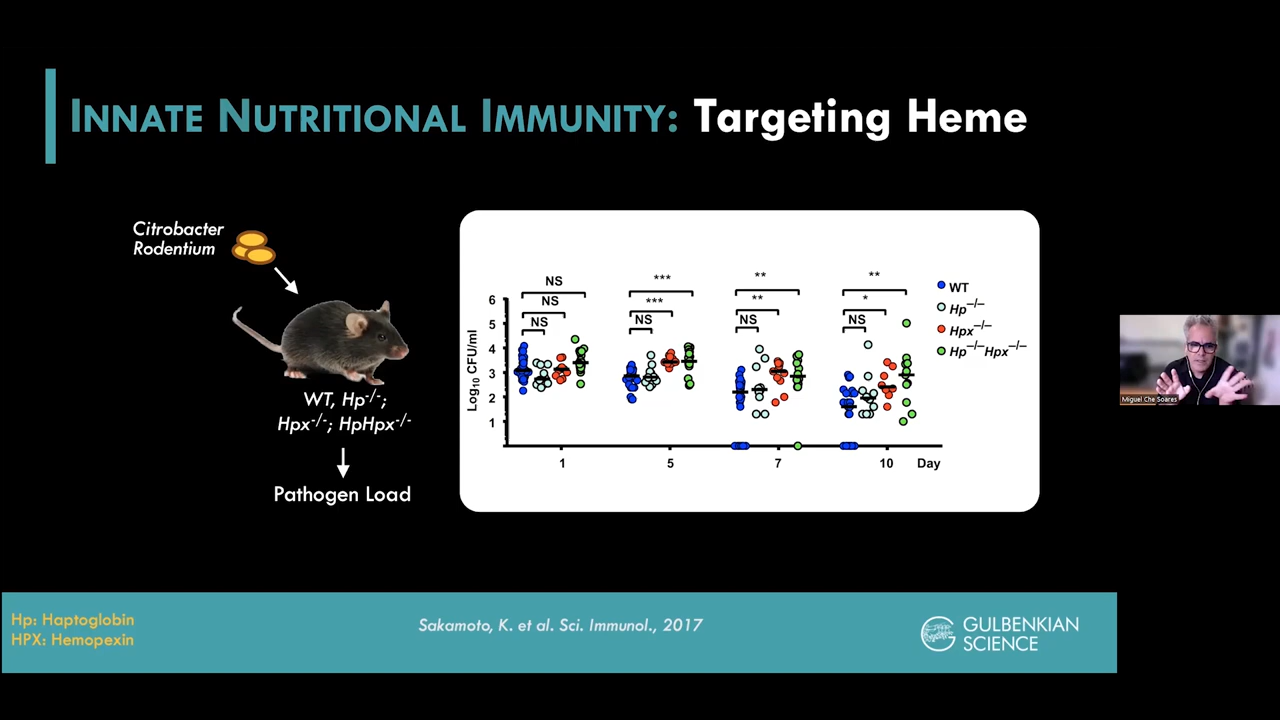 INNATE NUTRITIONAL IMMUNITY: Targeting Heme
Citrobacter
Rodentium
WT, Hp-/-;
Hpx-/-; HpHpx-/-
Pathogen Load
NS
NS
NS
***
***
NS
**
**
NS
**
*
NS
6
5
4
3
2
1
Log10 CFU/ml
1 5 7 10 Day
WT
Hp–/–
Hpx–/–
Hp–/–Hpx–/–
Miguel Che Soares
Hp: Haptoglobin
HPX: Hemopexin
Sakamoto, K. et al. Sci. Immunol., 2017
GULBENKIAN
SCIENCE